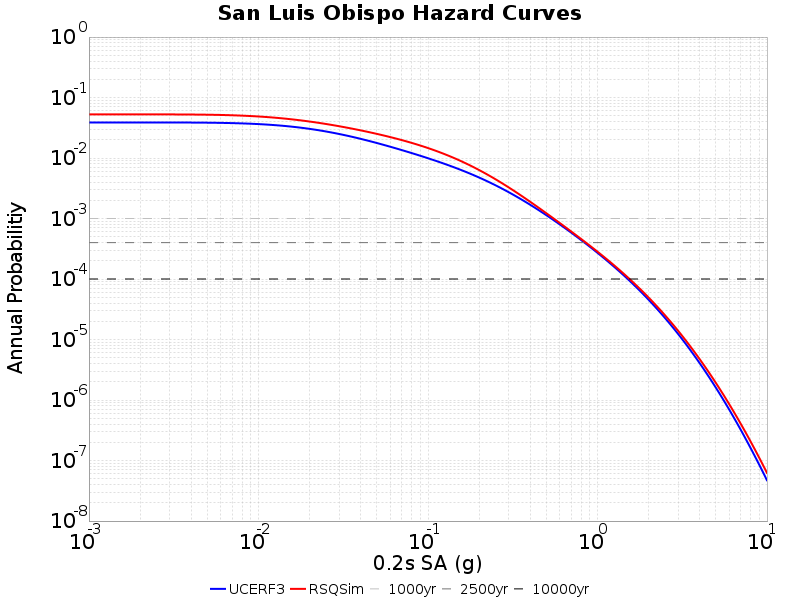 San Luis Obispo Hazard Curves
10^0
10^-1
10^-2
10^-3
10^-4
10^-5
10^-6
10^-7
10^-8
Annual Probabilitiy
10^-3 10^-2 10^-1 10^0 10^1
0.2s SA (g)
UCERF3 RSQSim 1000yr 2500yr 10000yr